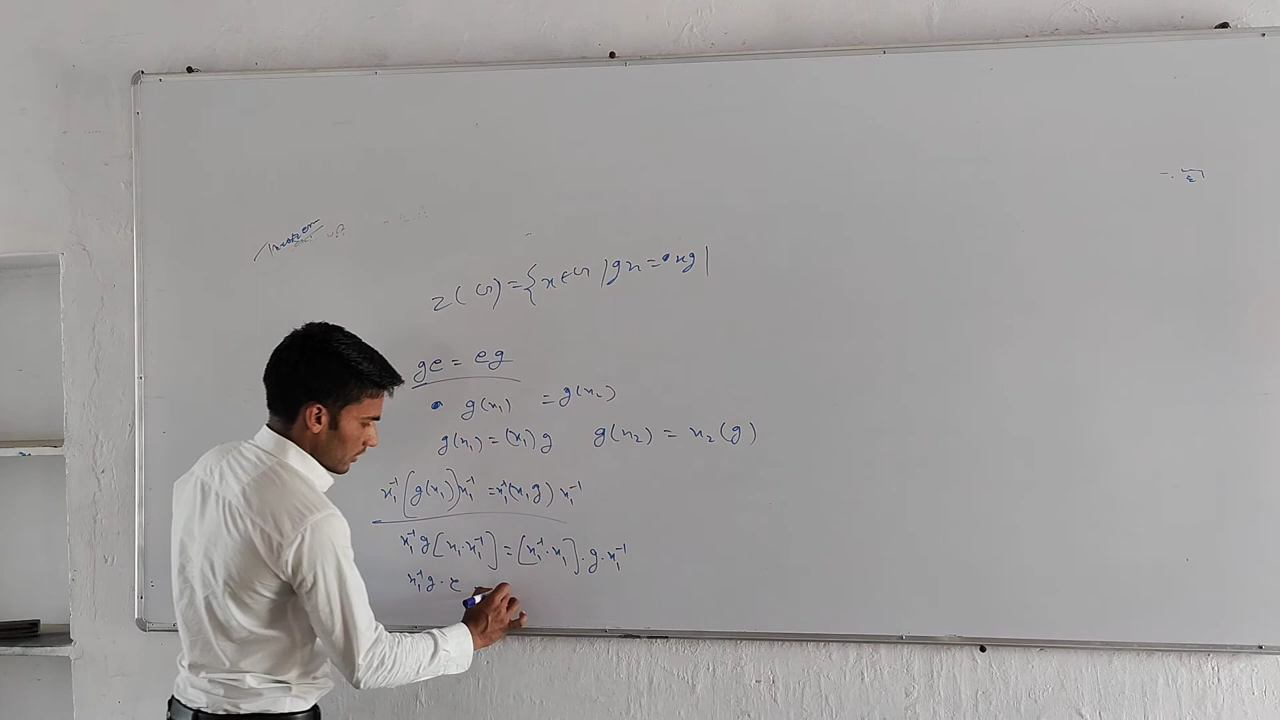 Z(G)={x∈G |gx=xg|
ge = eg
g(x₁) =g(x₂)
g(x₁)=(x₁)g g(x₂) = x₂(g)
x₁⁻¹(g(x₁))x₁⁻¹ =x₁⁻¹(x₁g) x₁⁻¹
x₁⁻¹g[x₁.x₁⁻¹]=[x₁⁻¹.x₁].g.x₁⁻¹
x₁⁻¹g.e